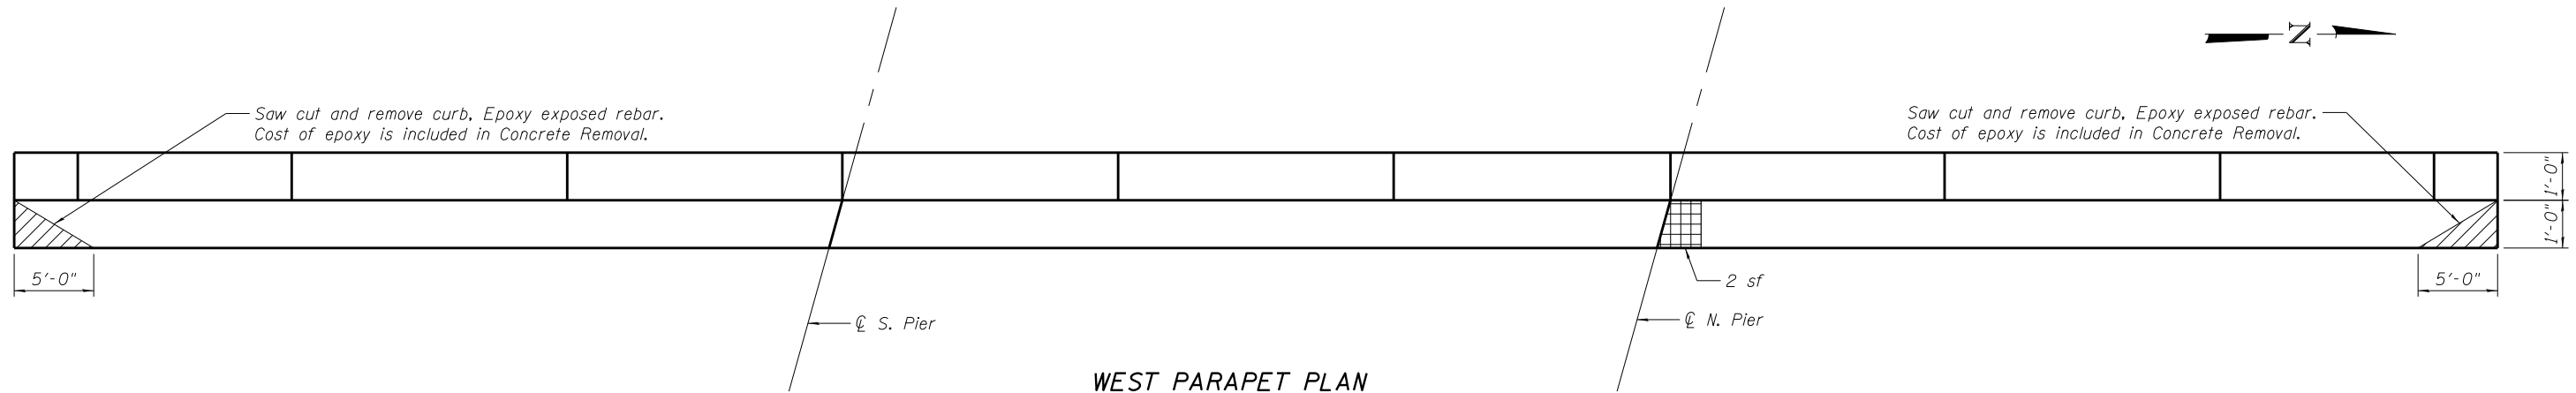 N
Saw cut and remove curb, Epoxy exposed rebar.
Cost of epoxy is included in Concrete Removal.
Saw cut and remove curb, Epoxy exposed rebar.
Cost of epoxy is included in Concrete Removal.
1'-0"
1'-0"
5'-0"
2 sf
5'-0"
℄ S. Pier
℄ N. Pier
WEST PARAPET PLAN